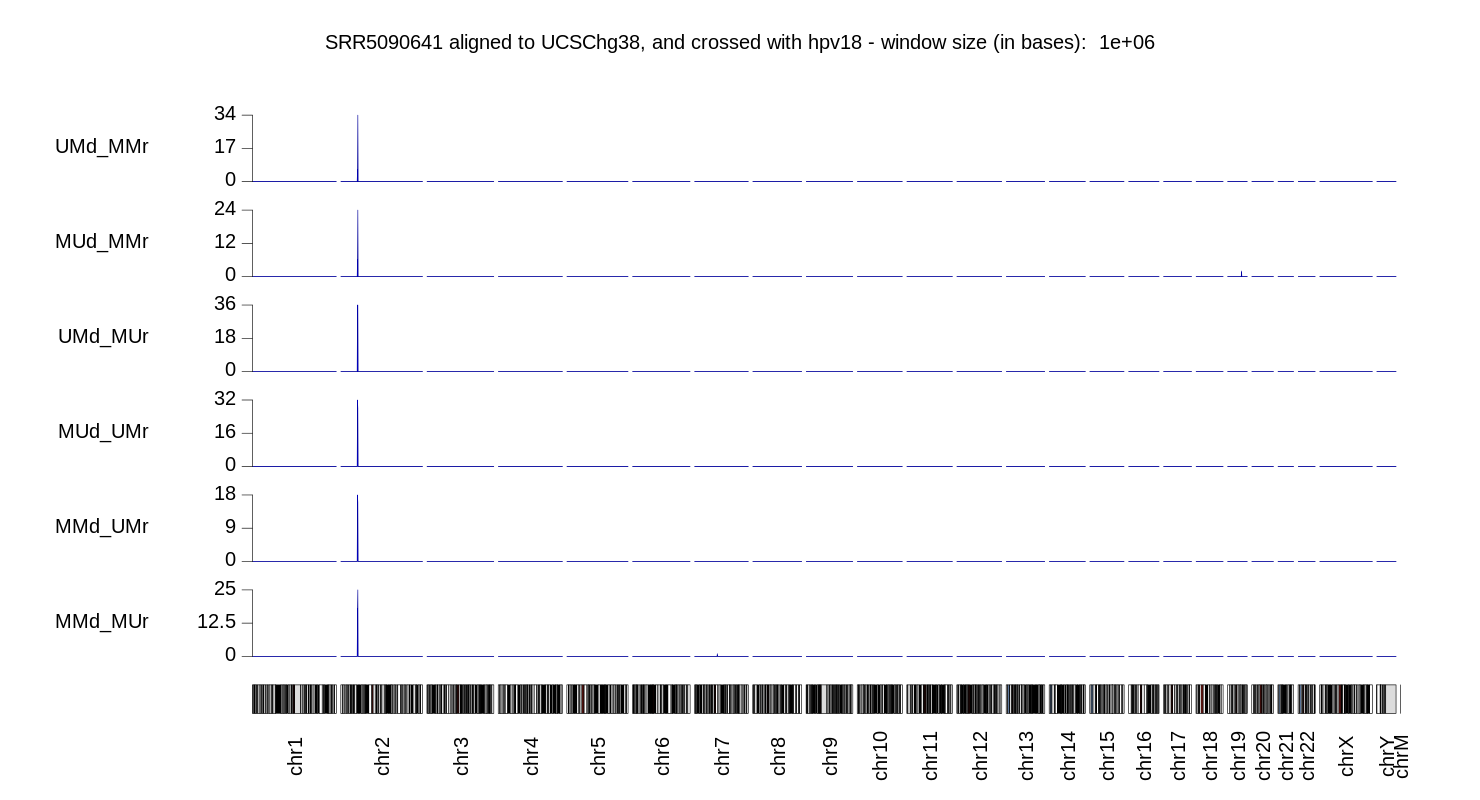 SRR5090641 aligned to UCSChg38, and crossed with hpv18 - window size (in bases):  1e+06
34
UMd_MMr
17
0
24
MUd_MMr
12
0
36
UMd_MUr
18
0
32
MUd_UMr
16
0
18
MMd_UMr
9
0
25
MMd_MUr
12.5
0
chr1
chr2
chr3
chr4
chr5
chr6
chr7
chr8
chr9
chr10
chr11
chr12
chr13
chr14
chr15
chr16
chr17
chr18
chr19
chr20
chr21
chr22
chrX
chrY
chrM